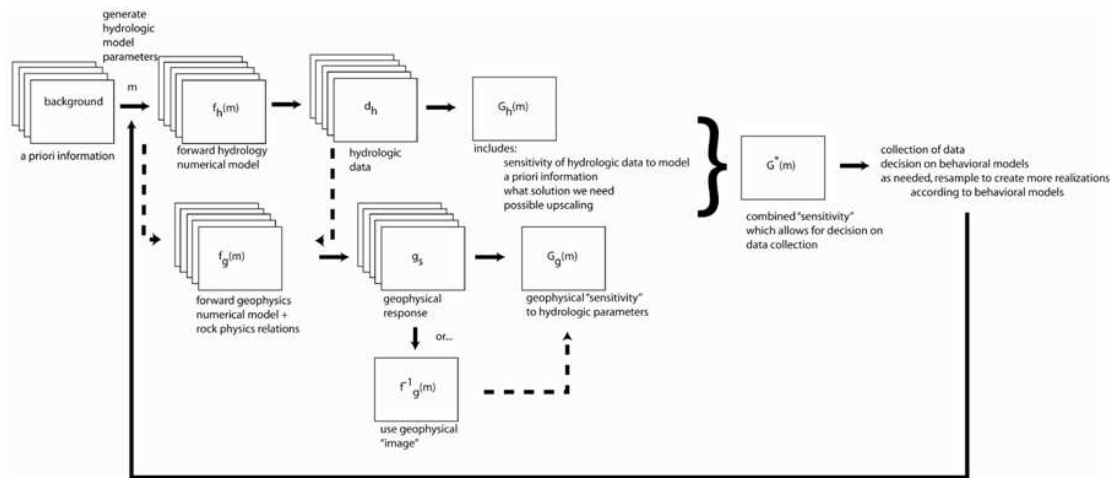 generate
hydrologic
model
parameters
m
background
a priori information
f_h(m)
forward hydrology
numerical model
d_h
hydrologic
data
G_h(m)
includes:
sensitivity of hydrologic data to model
a priori information
what solution we need
possible upscaling
}
G*(m)
combined "sensitivity"
which allows for decision on
data collection
collection of data
decision on behavioral models
as needed, resample to create more realizations
according to behavioral models
f_g(m)
forward geophysics
numerical model +
rock physics relations
g_s
geophysical
response
G_g(m)
geophysical "sensitivity"
to hydrologic parameters
or...
f^-1_g(m)
use geophysical
"image"